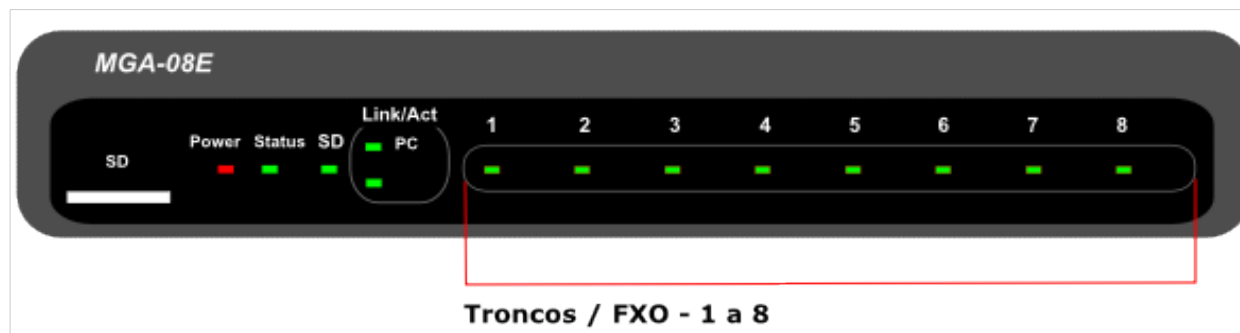 MGA-08E
Link/Act
1 2 3 4 5 6 7 8
Power Status SD PC
SD
Troncos / FXO - 1 a 8